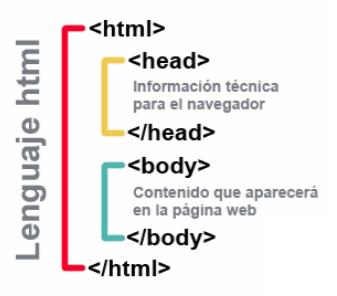 Lenguaje html
<html>
<head>
Información técnica
para el navegador
</head>
<body>
Contenido que aparecerá
en la página web
</body>
</html>